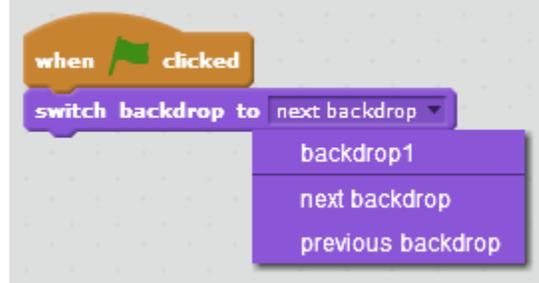 when clicked
switch backdrop to next backdrop
backdrop1
next backdrop
previous backdrop